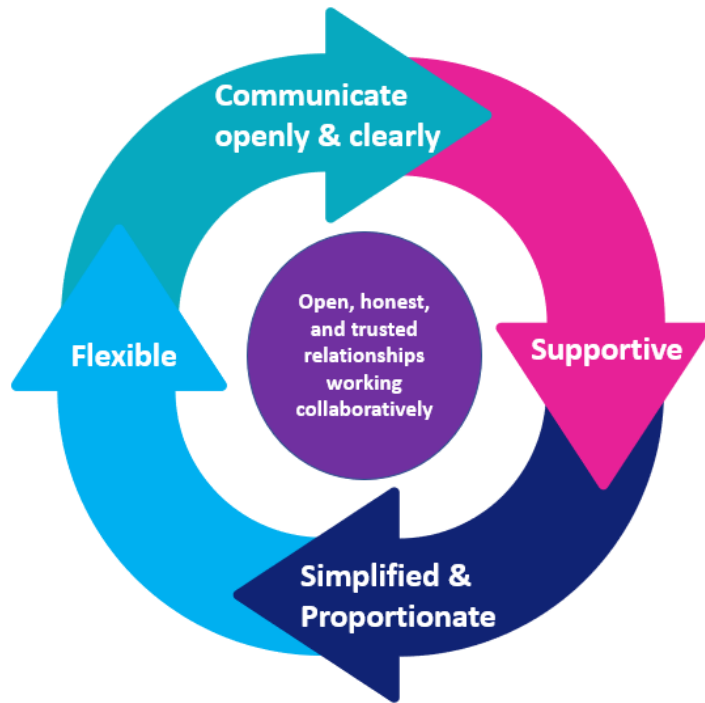 Communicate
openly & clearly
Supportive
Simplified &
Proportionate
Flexible
Open, honest,
and trusted
relationships
working
collaboratively